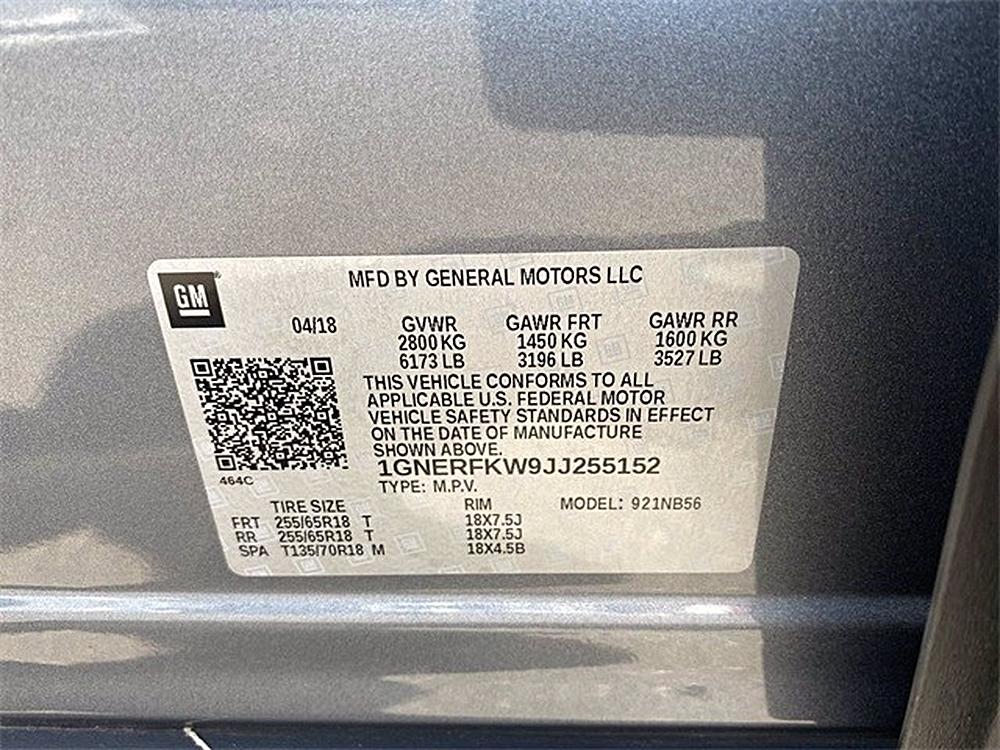 GM
MFD BY GENERAL MOTORS LLC
04/18 GVWR GAWR FRT GAWR RR
2800 KG 1450 KG 1600 KG
6173 LB 3196 LB 3527 LB
THIS VEHICLE CONFORMS TO ALL
APPLICABLE U.S. FEDERAL MOTOR
VEHICLE SAFETY STANDARDS IN EFFECT
ON THE DATE OF MANUFACTURE
SHOWN ABOVE.
1GNERFKW9JJ255152
464C
TYPE: M.P.V.
TIRE SIZE RIM MODEL: 921NB56
FRT 255/65R18 T 18X7.5J
RR 255/65R18 T 18X7.5J
SPA T135/70R18 M 18X4.5B